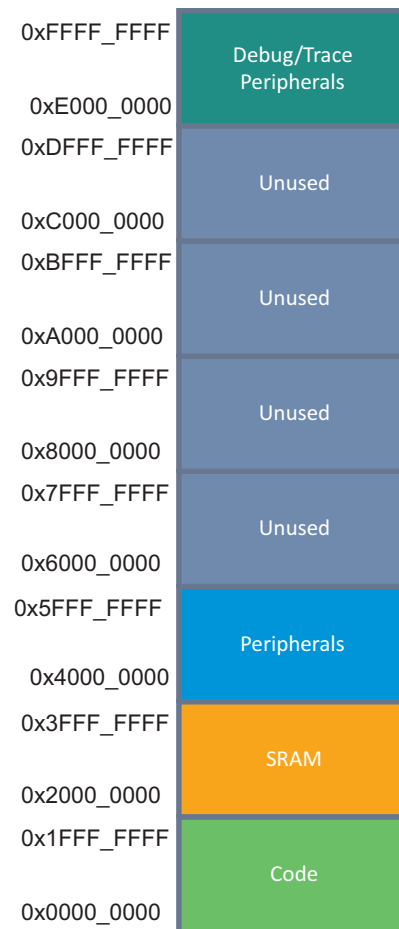 0xFFFF_FFFF
Debug/Trace
Peripherals
0xE000_0000
0xDFFF_FFFF
Unused
0xC000_0000
0xBFFF_FFFF
Unused
0xA000_0000
0x9FFF_FFFF
Unused
0x8000_0000
0x7FFF_FFFF
Unused
0x6000_0000
0x5FFF_FFFF
Peripherals
0x4000_0000
0x3FFF_FFFF
SRAM
0x2000_0000
0x1FFF_FFFF
Code
0x0000_0000